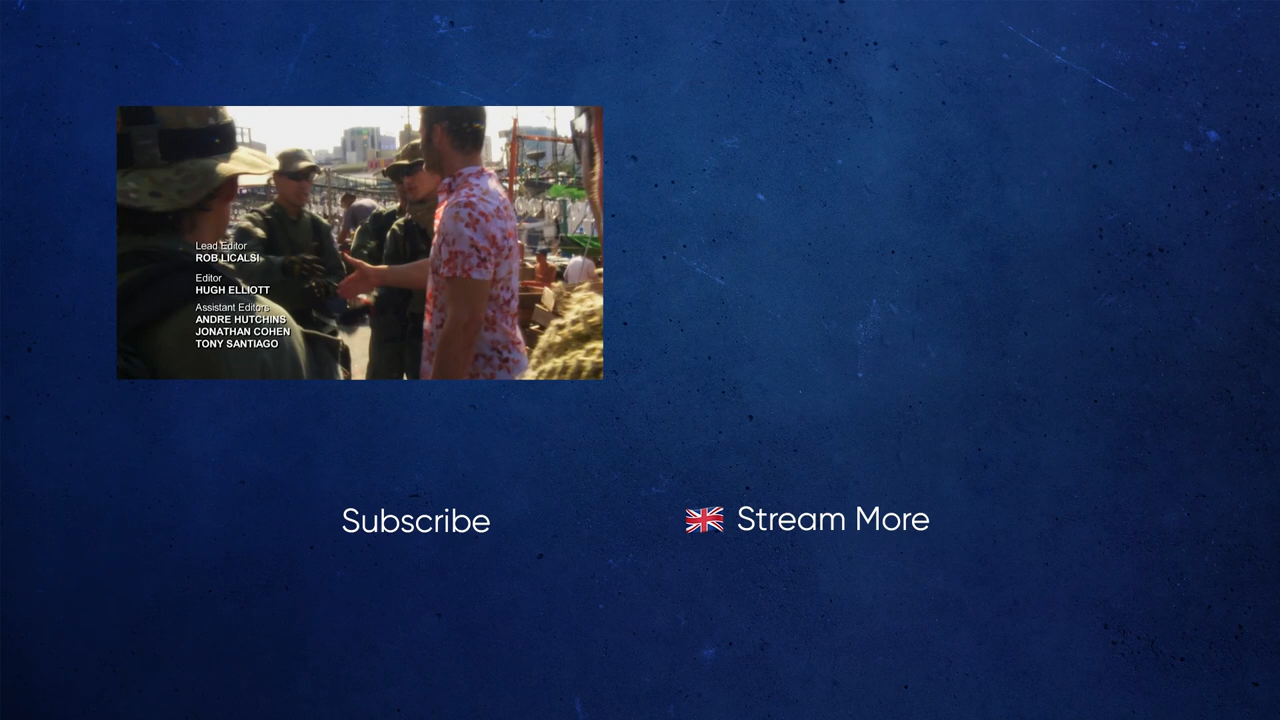 Lead Editor
ROB LICALSI
Editor
HUGH ELLIOTT
Assistant Editors
ANDRE HUTCHINS
JONATHAN COHEN
TONY SANTIAGO
Subscribe
Stream More